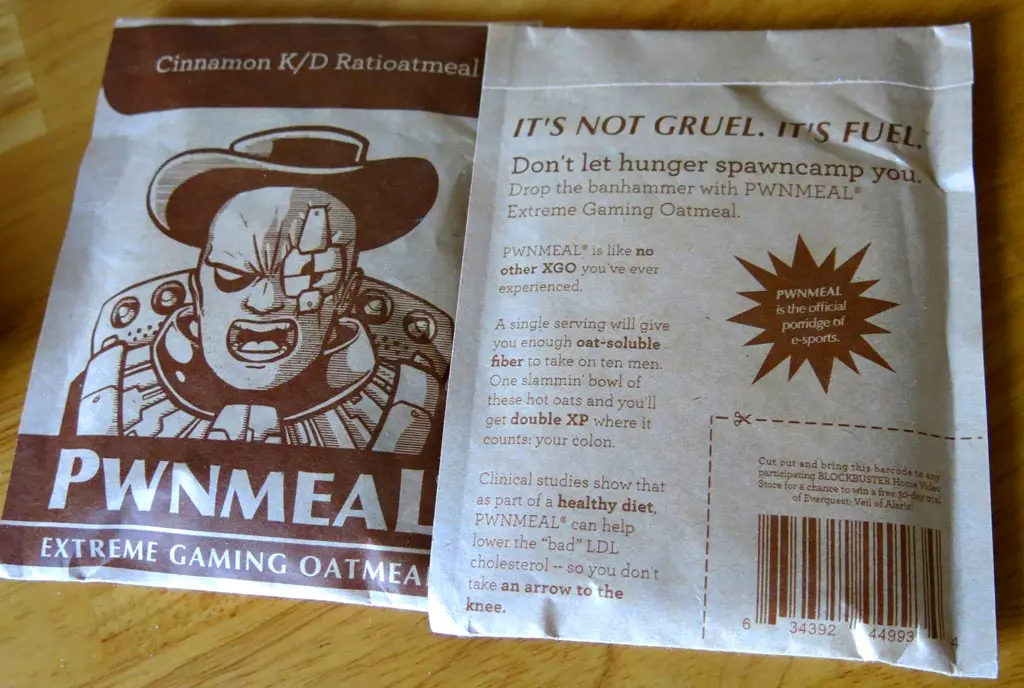 Cinnamon K/D Ratioatmeal
PWNMEAL
EXTREME GAMING OATMEA
IT'S NOT GRUEL. IT'S FUEL.
Don't let hunger spawncamp you.
Drop the banhammer with PWNMEAL®
Extreme Gaming Oatmeal.
PWNMEAL® is like no
other XGO you've ever
experienced.
A single serving will give
you enough oat-soluble
fiber to take on ten men.
One slammin' bowl of
these hot oats and you'll
get double XP where it
counts: your colon.
Clinical studies show that
as part of a healthy diet,
PWNMEAL® can help
lower the "bad" LDL
cholesterol -- so you don't
take an arrow to the
knee.
PWNMEAL
is the official
porridge of
e-sports.
Cut out and bring this barcode to any
participating BLOCKBUSTER Home Video
Store for a chance to win a free 30-day trial
of Everquest: Veil of Alaris!
6 34392 44993 4